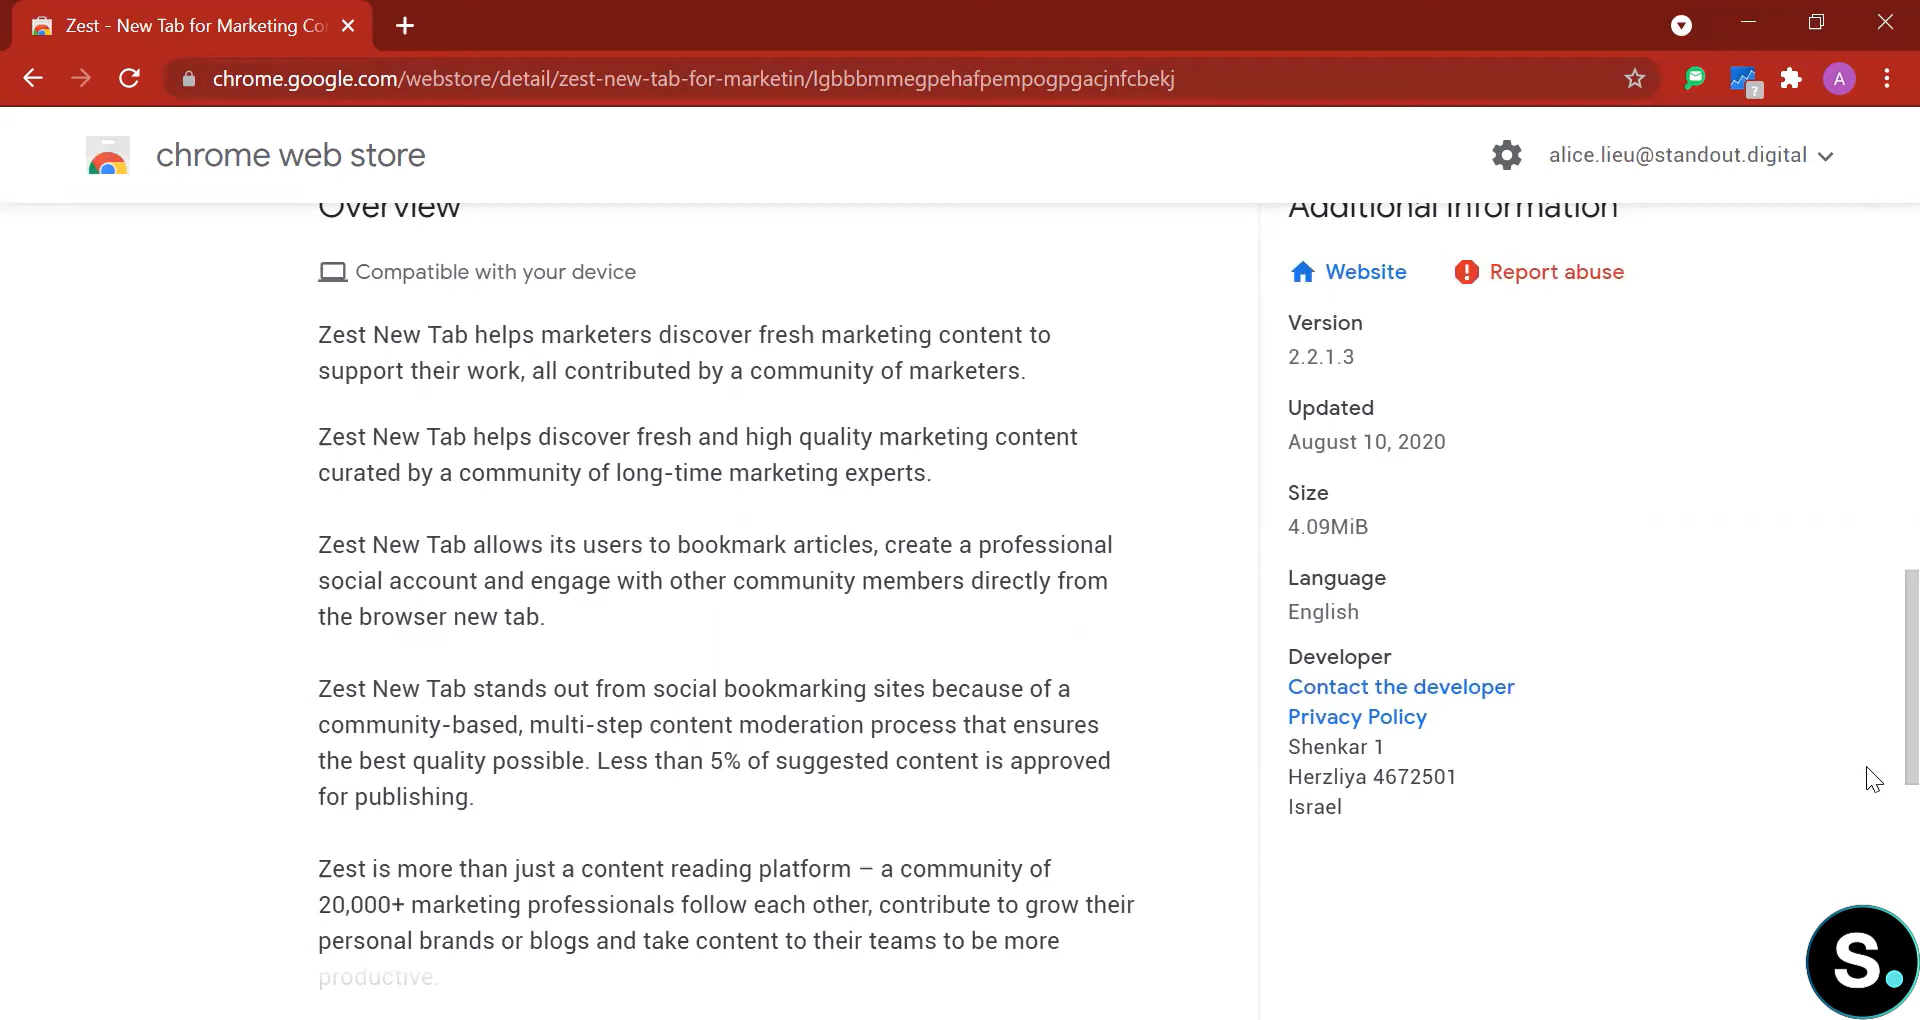 Zest - New Tab for Marketing Co
chrome.google.com/webstore/detail/zest-new-tab-for-marketin/lgbbbmmegpehafpempogpgacjnfcbekj
?
A
chrome web store
alice.lieu@standout.digital
Overview
Compatible with your device
Zest New Tab helps marketers discover fresh marketing content to
support their work, all contributed by a community of marketers.
Zest New Tab helps discover fresh and high quality marketing content
curated by a community of long-time marketing experts.
Zest New Tab allows its users to bookmark articles, create a professional
social account and engage with other community members directly from
the browser new tab.
Zest New Tab stands out from social bookmarking sites because of a
community-based, multi-step content moderation process that ensures
the best quality possible. Less than 5% of suggested content is approved
for publishing.
Zest is more than just a content reading platform – a community of
20,000+ marketing professionals follow each other, contribute to grow their
personal brands or blogs and take content to their teams to be more
productive.
Additional Information
Website
Report abuse
Version
2.2.1.3
Updated
August 10, 2020
Size
4.09MiB
Language
English
Developer
Contact the developer
Privacy Policy
Shenkar 1
Herzliya 4672501
Israel
S.